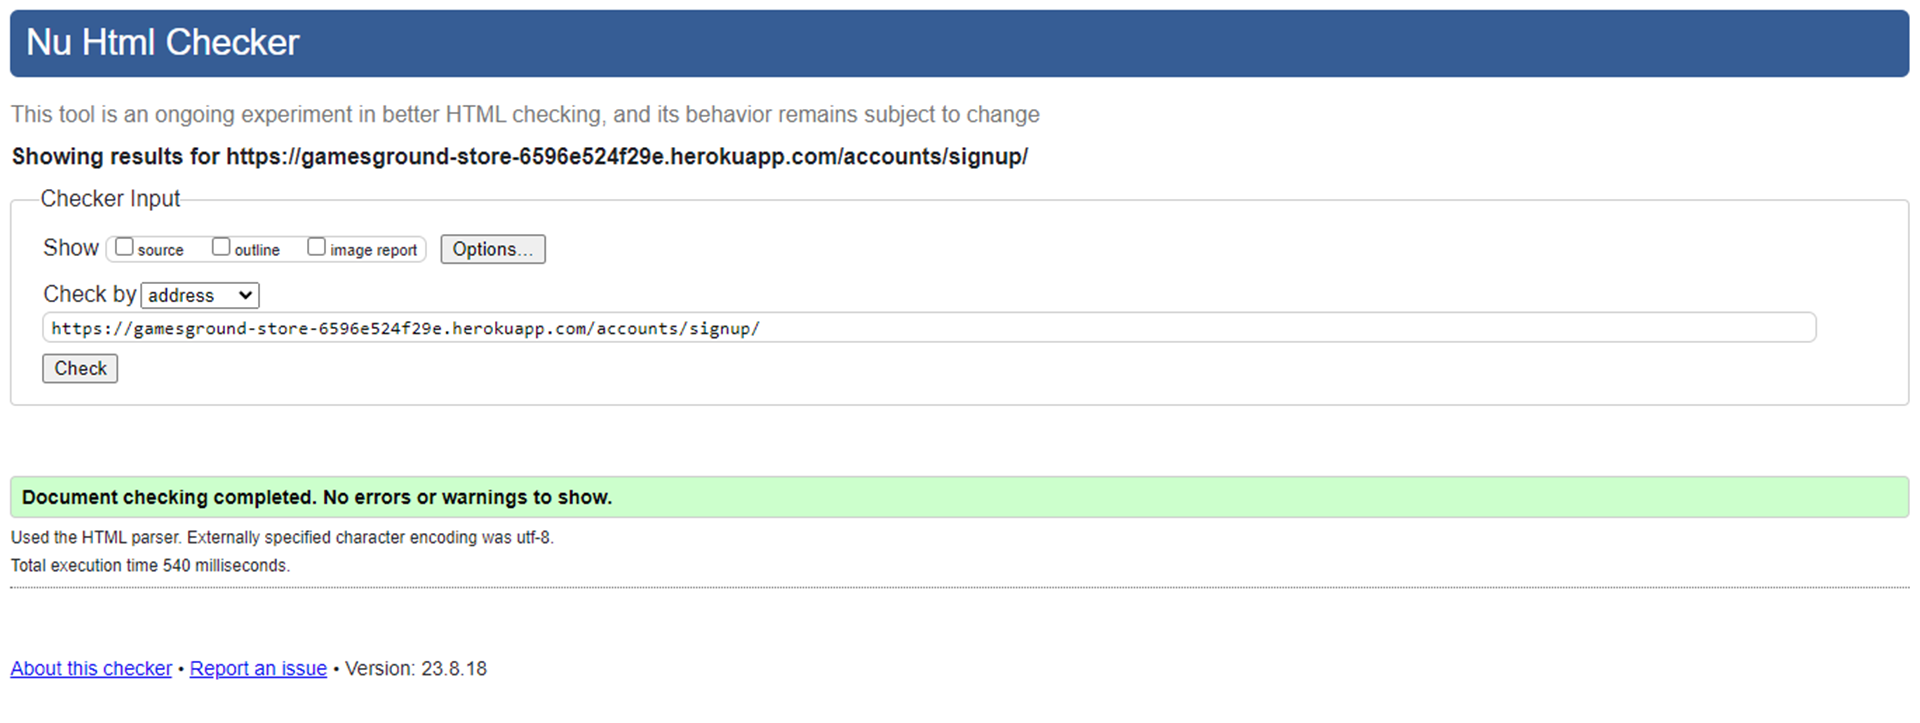 Nu Html Checker
This tool is an ongoing experiment in better HTML checking, and its behavior remains subject to change
Showing results for https://gamesground-store-6596e524f29e.herokuapp.com/accounts/signup/
Checker Input
Show source outline image report Options...
Check by address
https://gamesground-store-6596e524f29e.herokuapp.com/accounts/signup/
Check
Document checking completed. No errors or warnings to show.
Used the HTML parser. Externally specified character encoding was utf-8.
Total execution time 540 milliseconds.
About this checker • Report an issue • Version: 23.8.18